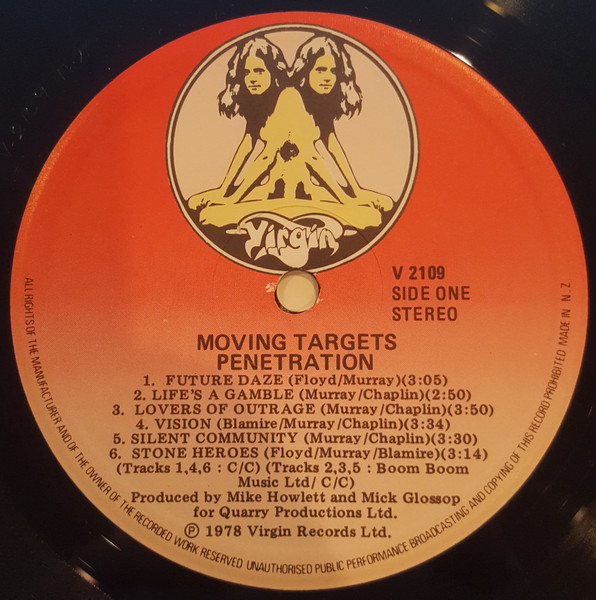 Virgin
V 2109
SIDE ONE
STEREO
MOVING TARGETS
PENETRATION
1. FUTURE DAZE (Floyd/Murray)(3:05)
2. LIFE'S A GAMBLE (Murray/Chaplin)(2:50)
3. LOVERS OF OUTRAGE (Murray/Chaplin)(3:50)
4. VISION (Blamire/Murray/Chaplin)(3:34)
5. SILENT COMMUNITY (Murray/Chaplin)(3:30)
6. STONE HEROES (Floyd/Murray/Blamire)(3:14)
(Tracks 1,4,6 : C/C) (Tracks 2,3,5 : Boom Boom
Music Ltd/ C/C)
Produced by Mike Howlett and Mick Glossop
for Quarry Productions Ltd.
Ⓟ 1978 Virgin Records Ltd.
ALL RIGHTS OF THE MANUFACTURER AND OF THE OWNER OF THE RECORDED WORK RESERVED UNAUTHORISED PUBLIC PERFORMANCE BROADCASTING AND COPYING OF THIS RECORD PROHIBITED MADE IN N Z